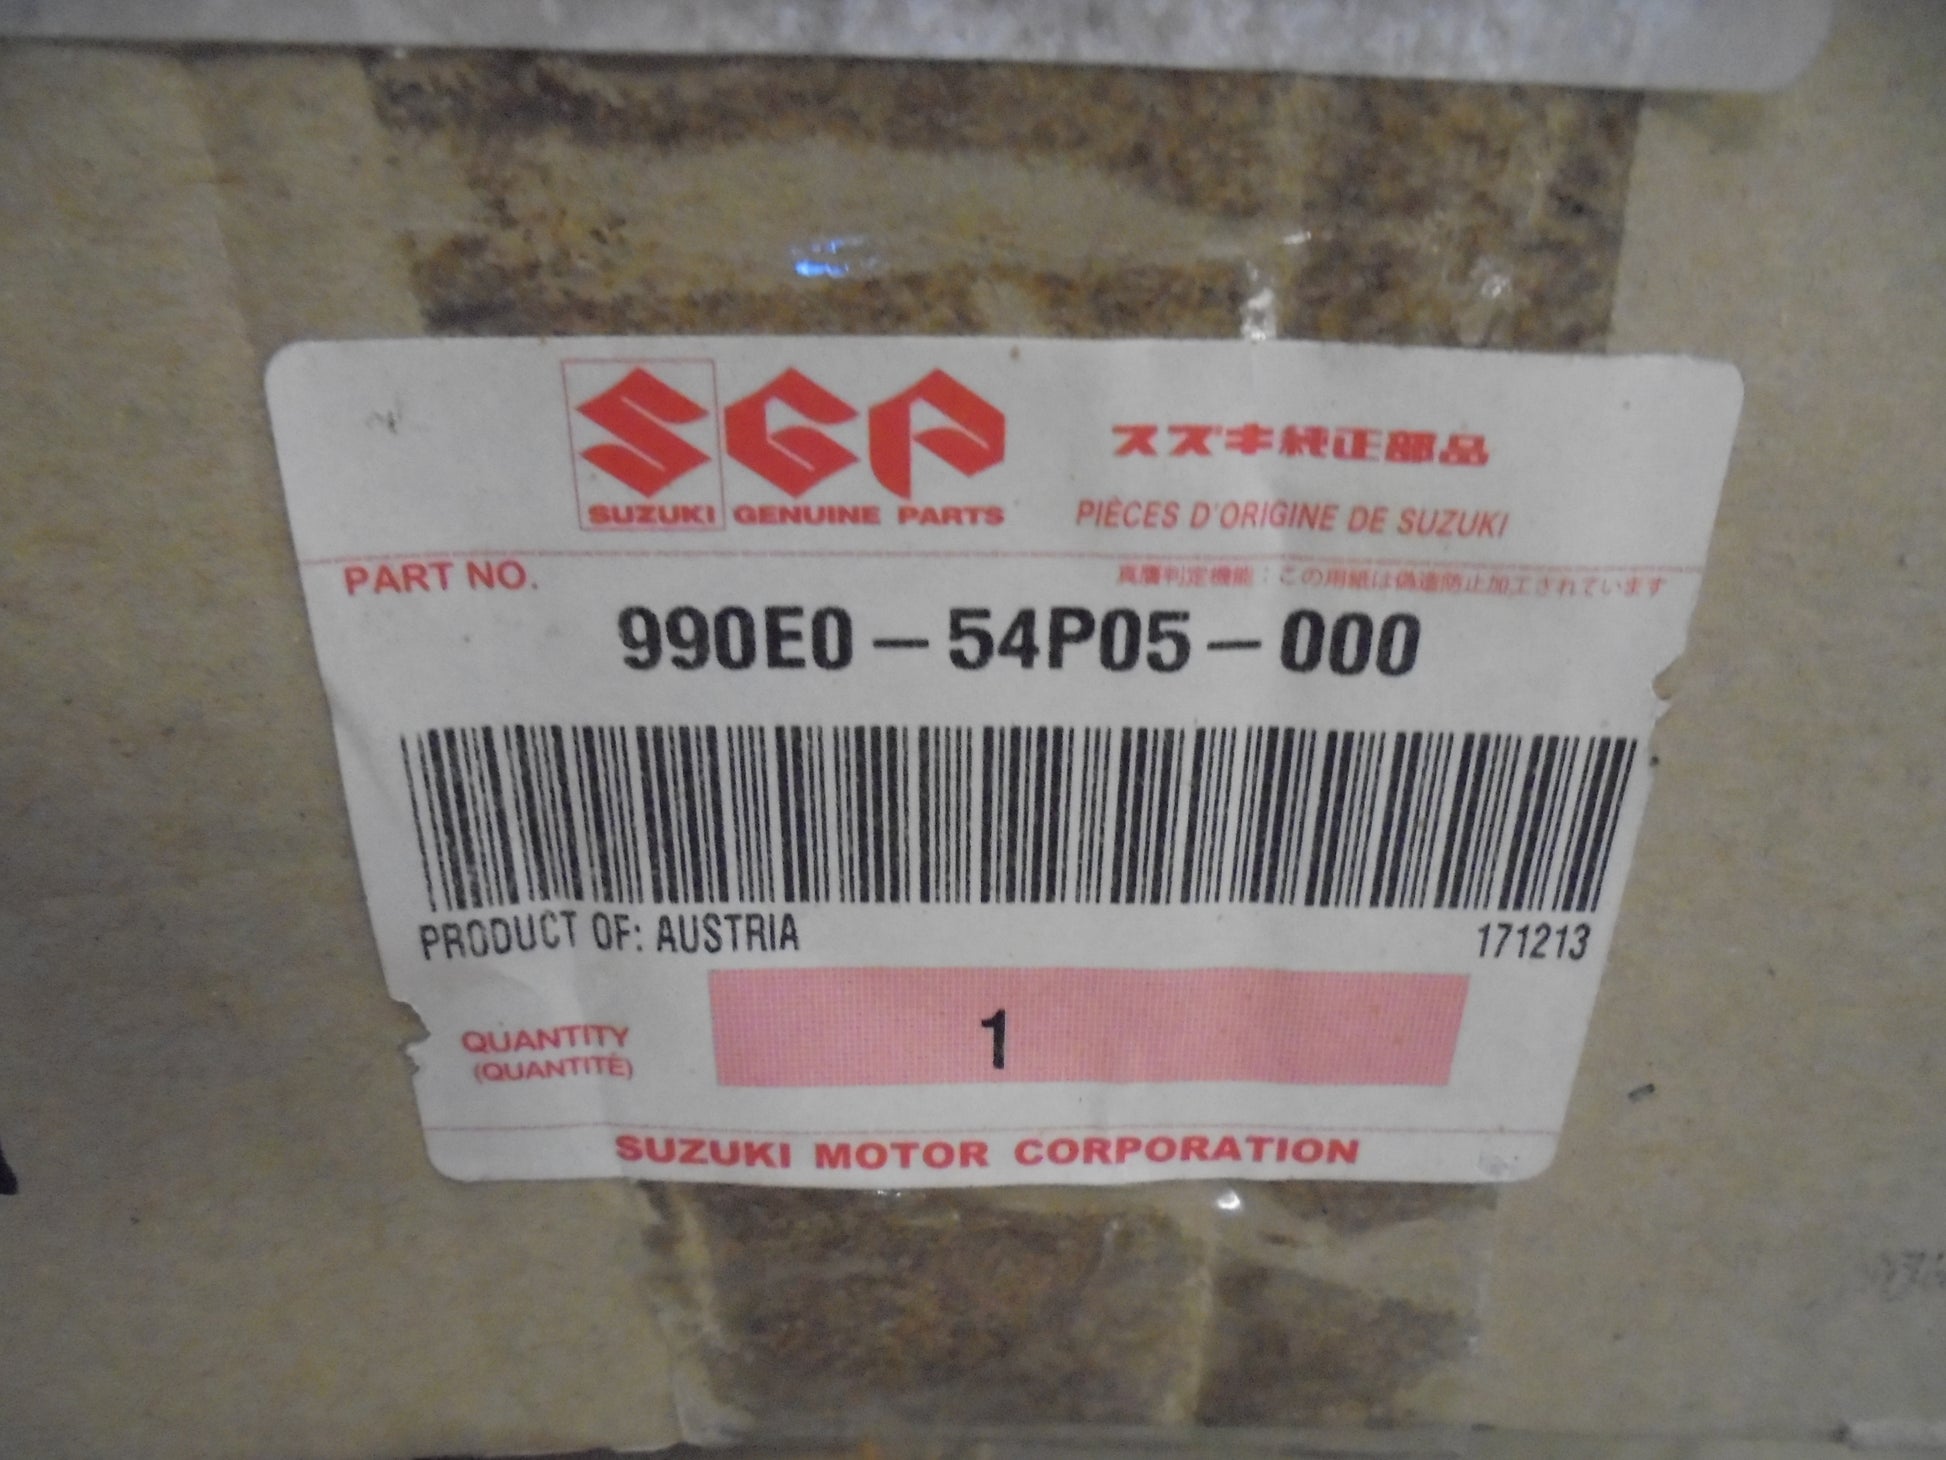 SGP
スズキ純正部品
SUZUKI GENUINE PARTS
PIÈCES D'ORIGINE DE SUZUKI
PART NO.
真贋判定機能：この用紙は偽造防止加工されています
990E0-54P05-000
PRODUCT OF: AUSTRIA 171213
QUANTITY 1
(QUANTITÉ)
SUZUKI MOTOR CORPORATION